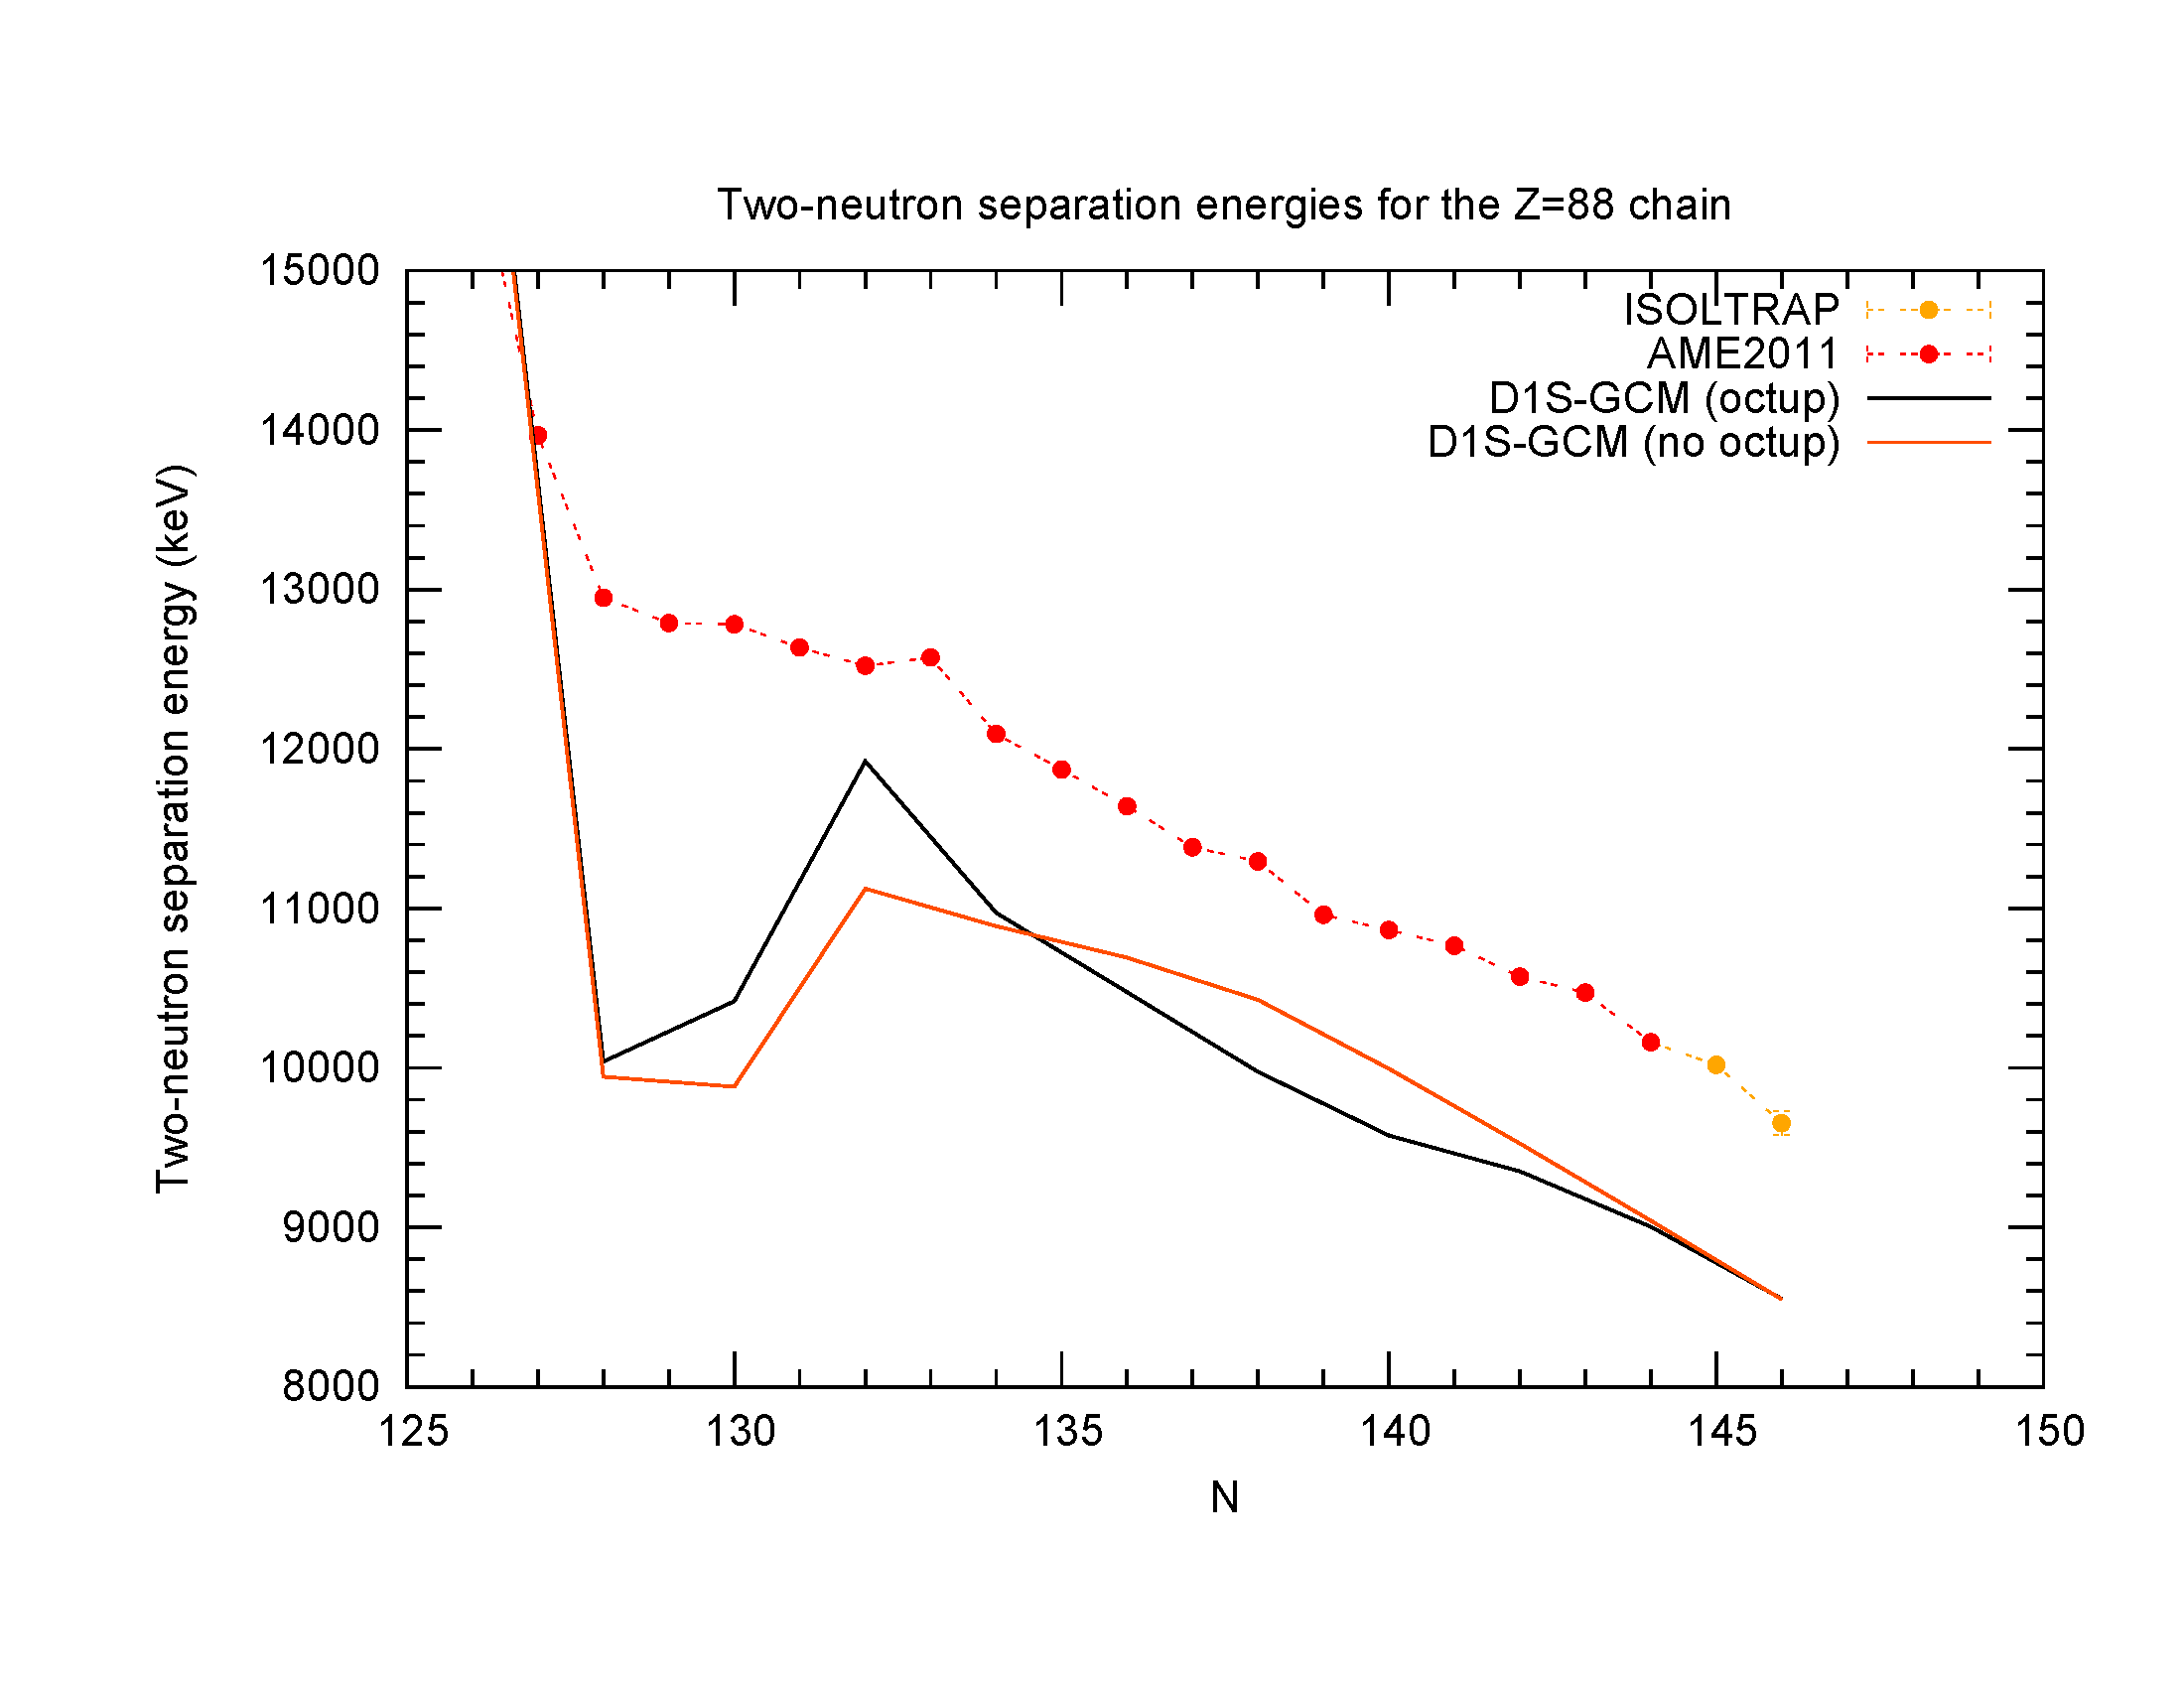 Two-neutron separation energies for the Z=88 chain
15000
14000
13000
12000
11000
10000
9000
8000
Two-neutron separation energy (keV)
ISOLTRAP
AME2011
D1S-GCM (octup)
D1S-GCM (no octup)
125 130 135 140 145 150
N